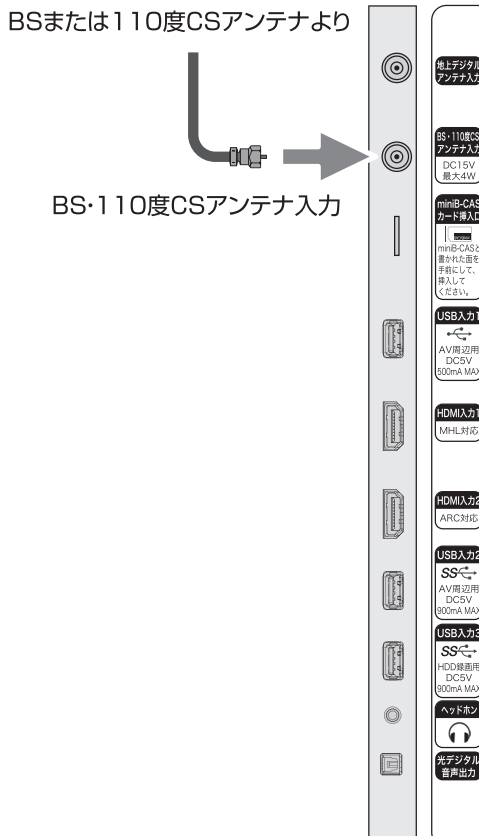 BSまたは110度CSアンテナより
BS・110度CSアンテナ入力
地上デジタル
アンテナ入力
BS・110度CS
アンテナ入力
DC15V
最大4W
miniB-CAS
カード挿入口
miniB-CASと
書かれた面を
手前にして、
挿入して
ください。
USB入力1
AV周辺用
DC5V
500mA MAX
HDMI入力1
MHL対応
HDMI入力2
ARC対応
USB入力2
SS
AV周辺用
DC5V
900mA MAX
USB入力3
SS
HDD録画用
DC5V
900mA MAX
ヘッドホン
光デジタル
音声出力